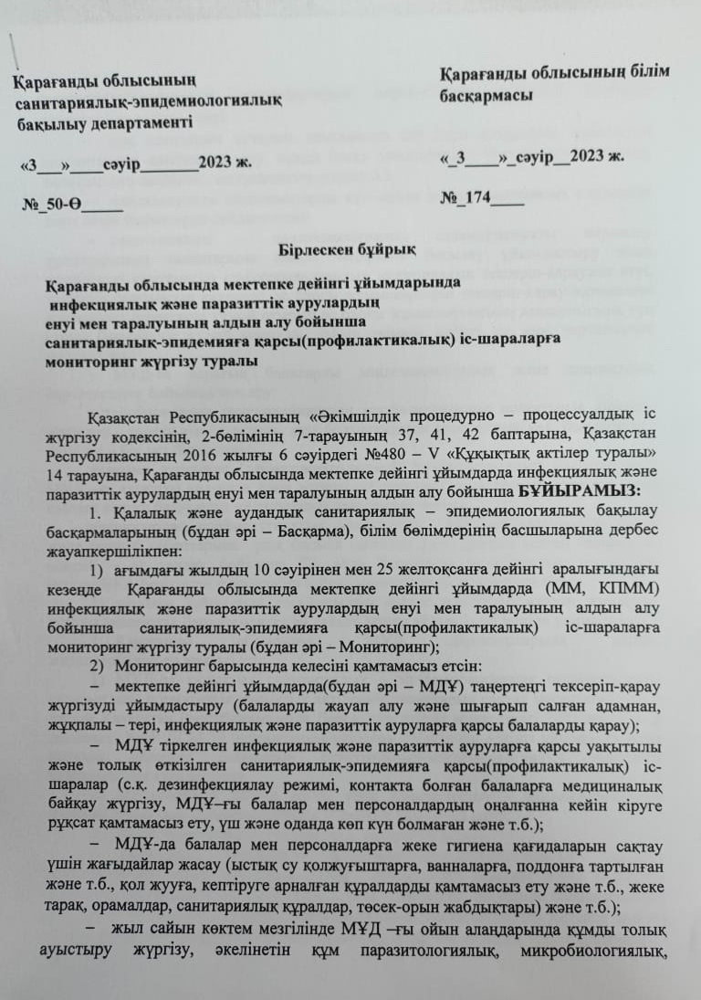 Қарағанды облысының
санитариялық-эпидемиологиялық
бақылыу департаменті
«3___»____сәуір_______2023 ж.
№_50-Ө_____
Қарағанды облысының білім
басқармасы
«_3____»_сәуір__2023 ж.
№_174____
Бірлескен бұйрық
Қарағанды облысында мектепке дейінгі ұйымдарында
инфекциялық және паразиттік аурулардың
енуі мен таралуының алдын алу бойынша
санитариялық-эпидемияға қарсы(профилактикалық) іс-шараларға
мониторинг жүргізу туралы
Қазақстан Республикасының «Әкімшілдік процедурно – процессуалдық іс
жүргізу кодексінің, 2-бөлімінің 7-тарауының 37, 41, 42 баптарына, Қазақстан
Республикасының 2016 жылғы 6 сәуірдегі №480 – V «Құқықтық актілер туралы»
14 тарауына, Қарағанды облысында мектепке дейінгі ұйымдарда инфекциялық және
паразиттік аурулардың енуі мен таралуының алдын алу бойынша БҰЙЫРАМЫЗ:
1. Қалалық және аудандық санитариялық – эпидемиологиялық бақылау
басқармаларының (бұдан әрі – Басқарма), білім бөлімдерінің басшыларына дербес
жауапкершілікпен:
1) ағымдағы жылдың 10 сәуірінен мен 25 желтоқсанға дейінгі аралығындағы
кезеңде Қарағанды облысында мектепке дейінгі ұйымдарда (ММ, КПММ)
инфекциялық және паразиттік аурулардың енуі мен таралуының алдын алу
бойынша санитариялық-эпидемияға қарсы(профилактикалық) іс-шараларға
мониторинг жүргізу туралы (бұдан әрі – Мониторинг);
2) Мониторинг барысында келесіні қамтамасыз етсін:
– мектепке дейінгі ұйымдарда(бұдан әрі – МДҰ) таңертеңгі тексеріп-қарау
жүргізуді ұйымдастыру (балаларды жауап алу және шығарып салған адамнан,
жұқпалы – тері, инфекциялық және паразиттік ауруларға қарсы балаларды қарау);
– МДҰ тіркелген инфекциялық және паразиттік ауруларға қарсы уақытылы
және толық өткізілген санитариялық-эпидемияға қарсы(профилактикалық) іс-
шаралар (с.қ. дезинфекциялау режимі, контакта болған балаларға медициналық
байқау жүргізу, МДҰ–ғы балалар мен персоналдардың оңалғанна кейін кіруге
рұқсат қамтамасыз ету, үш және оданда көп күн болмаған және т.б.);
– МДҰ-да балалар мен персоналдарға жеке гигиена қағидаларын сақтау
үшін жағыдайлар жасау (ыстық су қолжуғыштарға, ванналарға, поддонға тартылған
және т.б., қол жууға, кептіруге арналған құралдарды қамтамасыз ету және т.б., жеке
тарақ, орамалдар, санитариялық құралдар, төсек-орын жабдықтары) және т.б.);
– жыл сайын көктем мезгілінде МҰД –ғы ойын алаңдарында құмды толық
ауыстыру жүргізу, әкелінетін құм паразитологиялық, микробиологиялық,